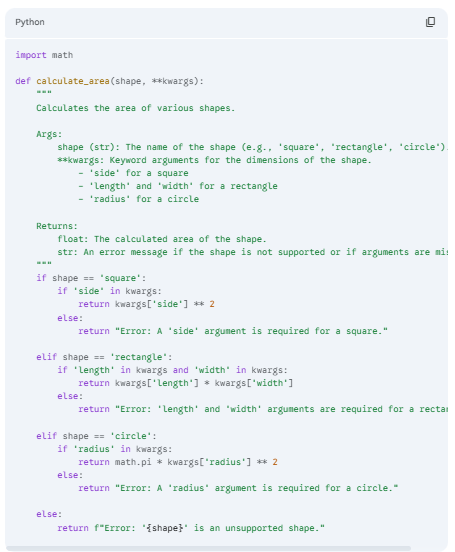 Python
import math
def calculate_area(shape, **kwargs):
    """
    Calculates the area of various shapes.
    Args:
        shape (str): The name of the shape (e.g., 'square', 'rectangle', 'circle')
        **kwargs: Keyword arguments for the dimensions of the shape.
            - 'side' for a square
            - 'length' and 'width' for a rectangle
            - 'radius' for a circle
    Returns:
        float: The calculated area of the shape.
        str: An error message if the shape is not supported or if arguments are
    """
    if shape == 'square':
        if 'side' in kwargs:
            return kwargs['side'] ** 2
        else:
            return "Error: A 'side' argument is required for a square."
    elif shape == 'rectangle':
        if 'length' in kwargs and 'width' in kwargs:
            return kwargs['length'] * kwargs['width']
        else:
            return "Error: 'length' and 'width' arguments are required for a
    elif shape == 'circle':
        if 'radius' in kwargs:
            return math.pi * kwargs['radius'] ** 2
        else:
            return "Error: A 'radius' argument is required for a circle."
    else:
        return f"Error: '{shape}' is an unsupported shape."